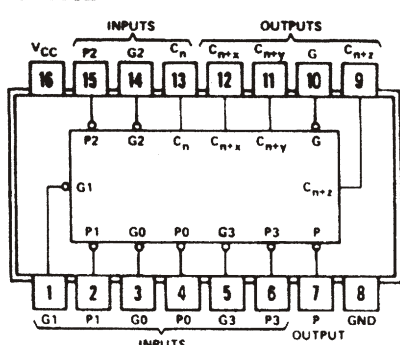 INPUTS OUTPUTS
VCC P2 G2 Cn Cn+x Cn+y G Cn+z
16 15 14 13 12 11 10 9
P2 G2 Cn Cn+x Cn+y G
G1 Cn+z
P1 G0 P0 G3 P3 P
1 2 3 4 5 6 7 8
G1 P1 G0 P0 G3 P3 P GND
INPUTS OUTPUT